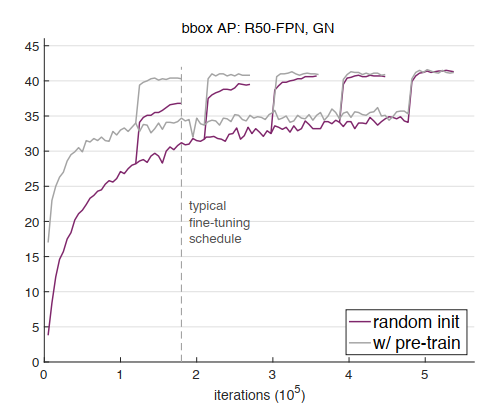 bbox AP: R50-FPN, GN
45
40
35
30
25
20
15
10
5
0
typical
fine-tuning
schedule
random init
w/ pre-train
0 1 2 3 4 5
iterations (10⁵)